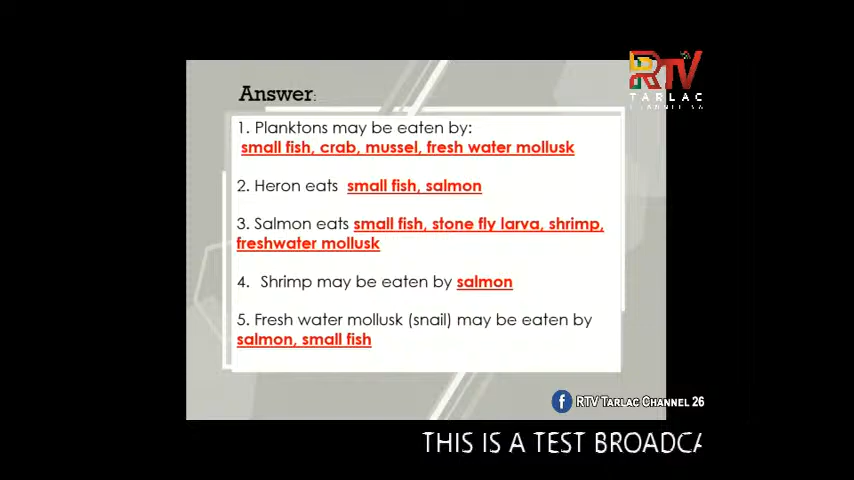 RTV
TARLAC
Answer:
1. Planktons may be eaten by:
small fish, crab, mussel, fresh water mollusk
2. Heron eats small fish, salmon
3. Salmon eats small fish, stone fly larva, shrimp,
freshwater mollusk
4. Shrimp may be eaten by salmon
5. Fresh water mollusk (snail) may be eaten by
salmon, small fish
f RTV TARLAC CHANNEL 26
THIS IS A TEST BROADCA